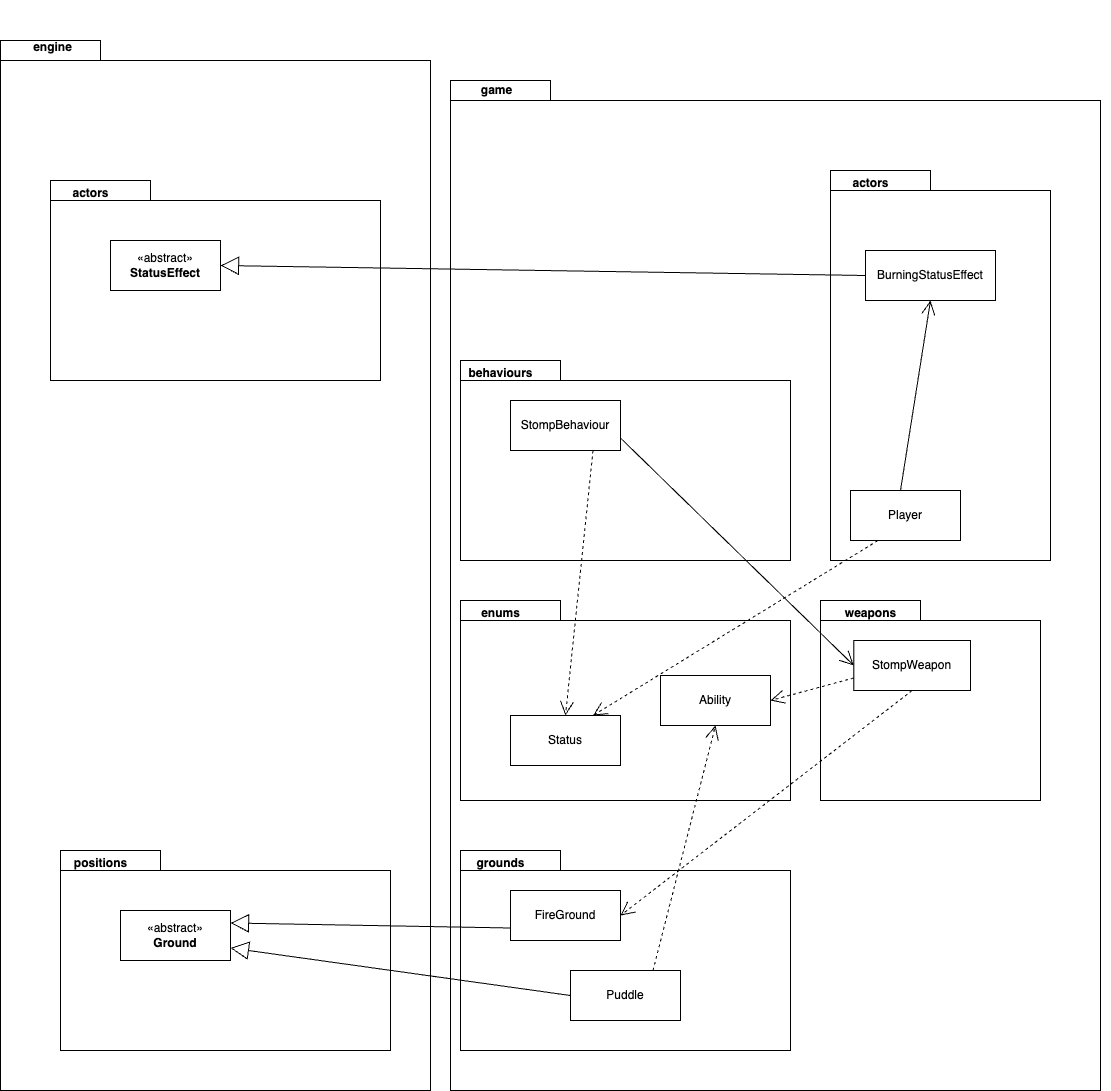 engine
game
actors
actors
«abstract»
StatusEffect
BurningStatusEffect
behaviours
StompBehaviour
Player
enums
weapons
StompWeapon
Ability
Status
positions
grounds
«abstract»
Ground
FireGround
Puddle